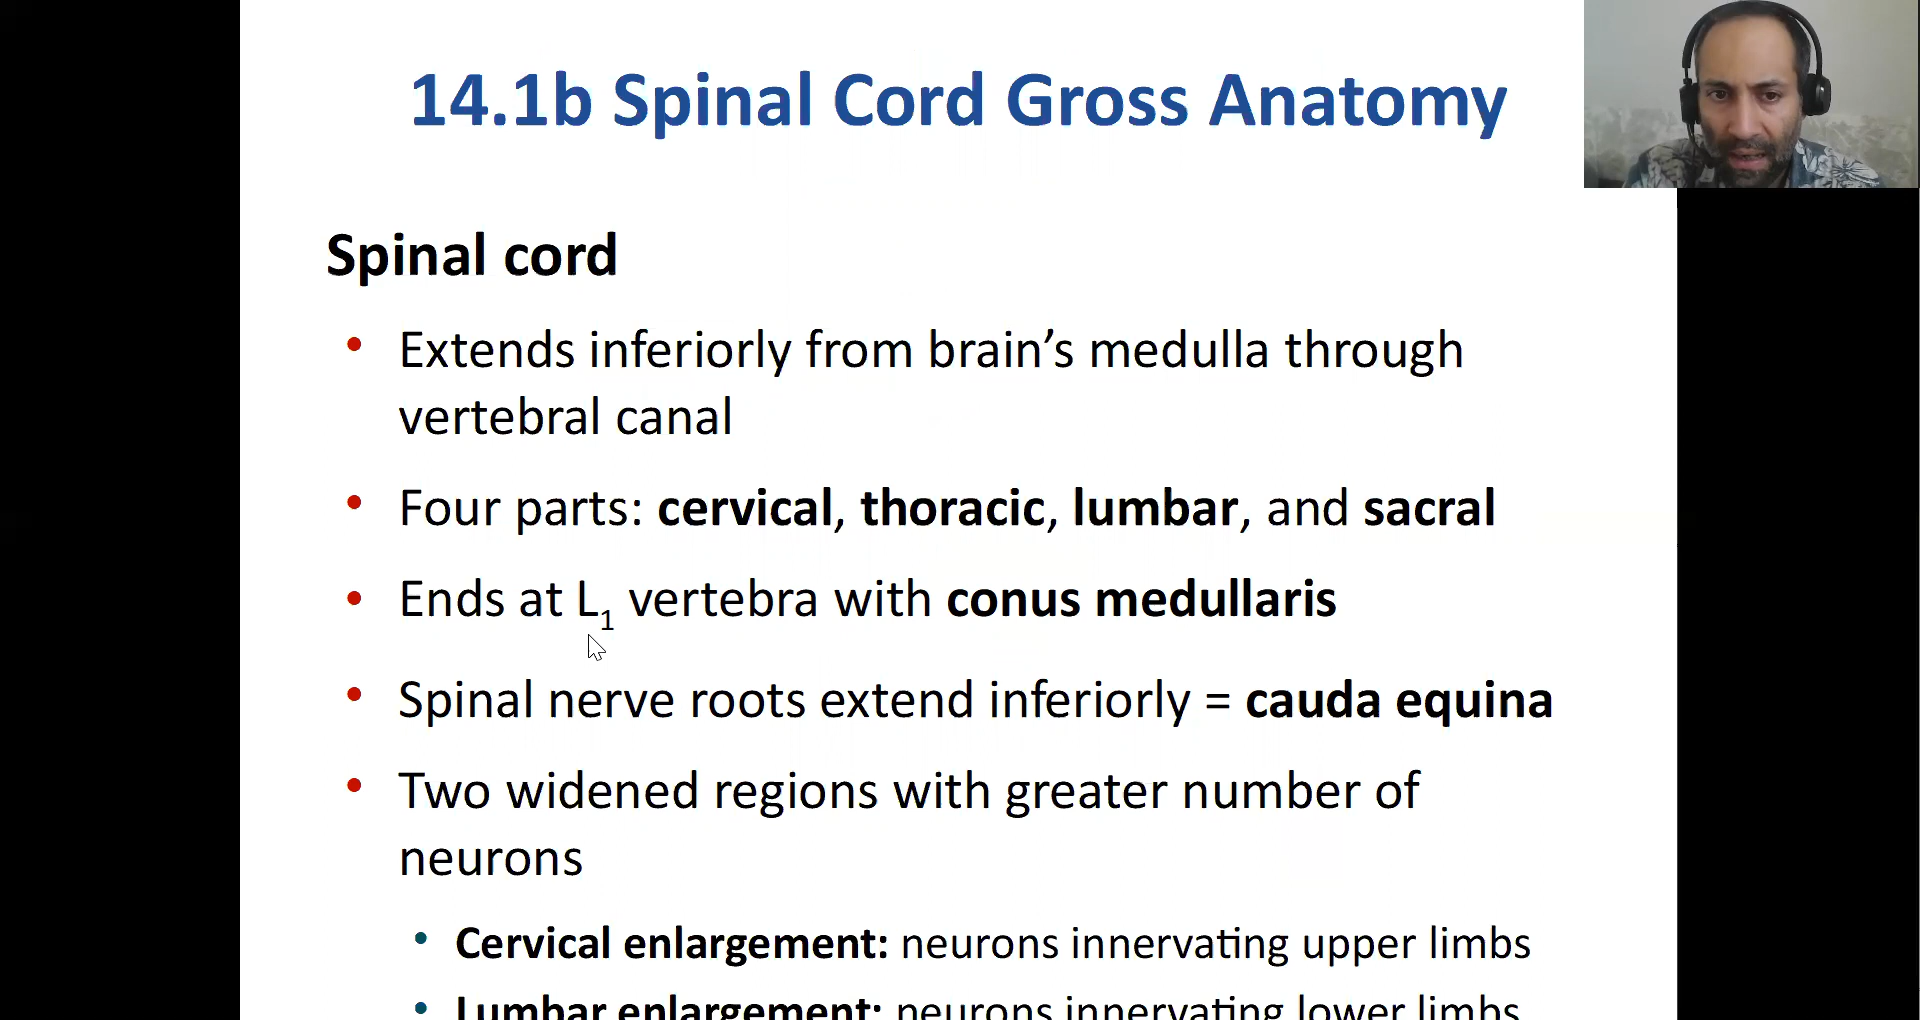 14.1b Spinal Cord Gross Anatomy
Spinal cord
• Extends inferiorly from brain’s medulla through
vertebral canal
• Four parts: cervical, thoracic, lumbar, and sacral
• Ends at L₁ vertebra with conus medullaris
• Spinal nerve roots extend inferiorly = cauda equina
• Two widened regions with greater number of
neurons
• Cervical enlargement: neurons innervating upper limbs
• Lumbar enlargement: neurons innervating lower limbs